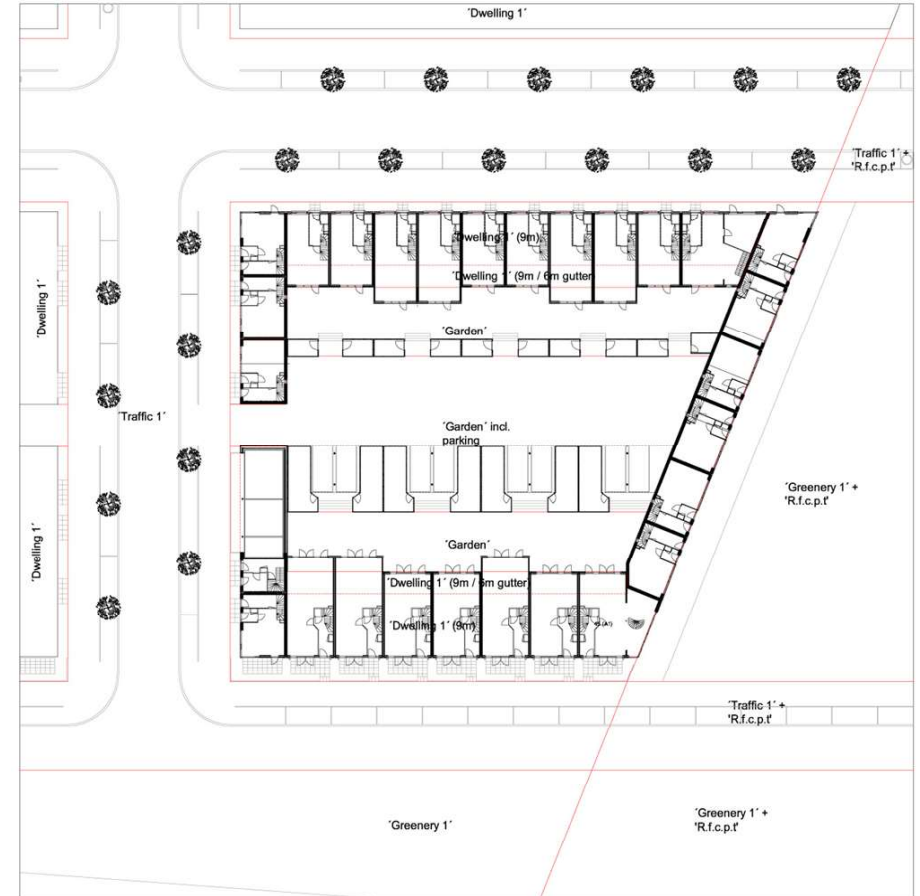 ´Dwelling 1´
´Traffic 1´ +
'R.f.c.p.t'
´Dwelling 1´ (9m)
´Dwelling 1´ (9m / 6m gutter)
´Dwelling 1´
´Garden´
´Traffic 1´
´Garden´ incl.
parking
´Greenery 1´ +
'R.f.c.p.t'
´Dwelling 1´
´Garden´
´Dwelling 1´ (9m / 6m gutter)
´Dwelling 1´ (9m)
´Traffic 1´ +
'R.f.c.p.t'
´Greenery 1´
´Greenery 1´ +
'R.f.c.p.t'